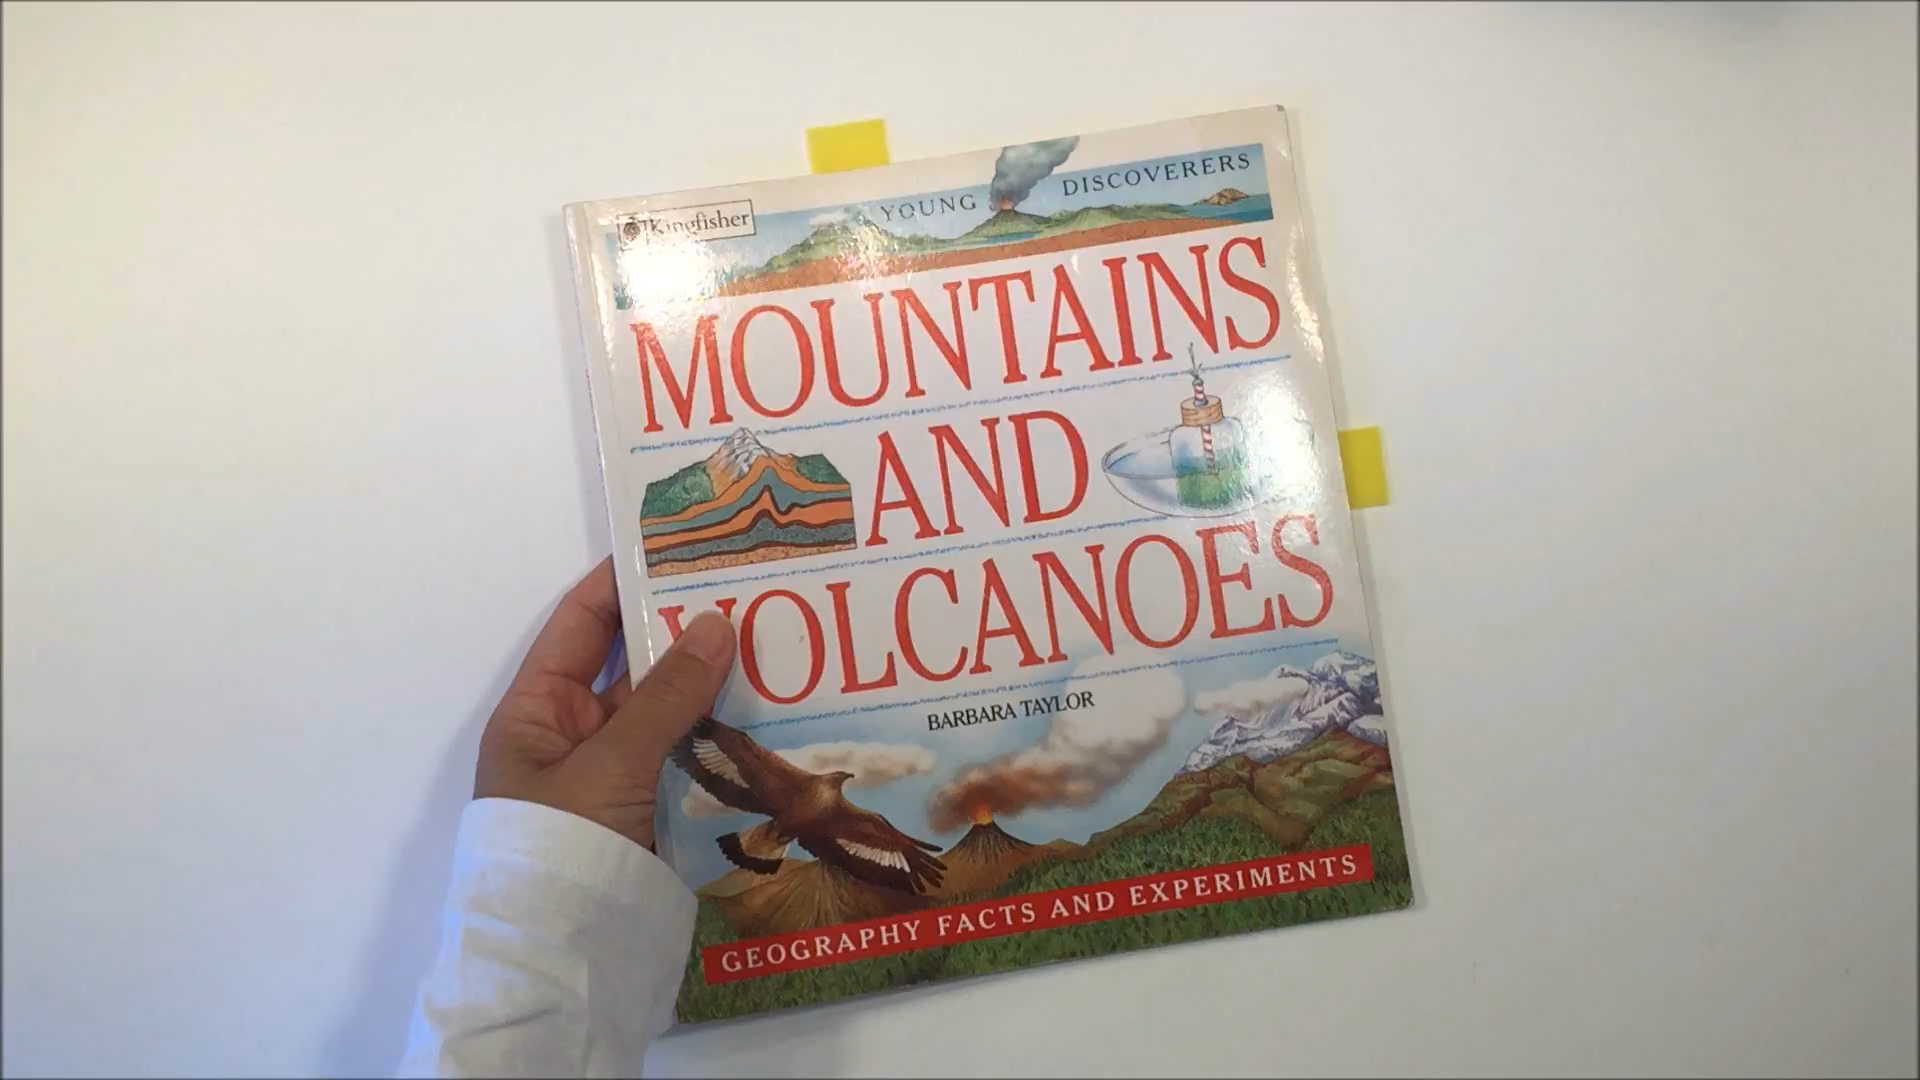 Kingfisher
YOUNG DISCOVERERS
MOUNTAINS
AND
VOLCANOES
BARBARA TAYLOR
GEOGRAPHY FACTS AND EXPERIMENTS